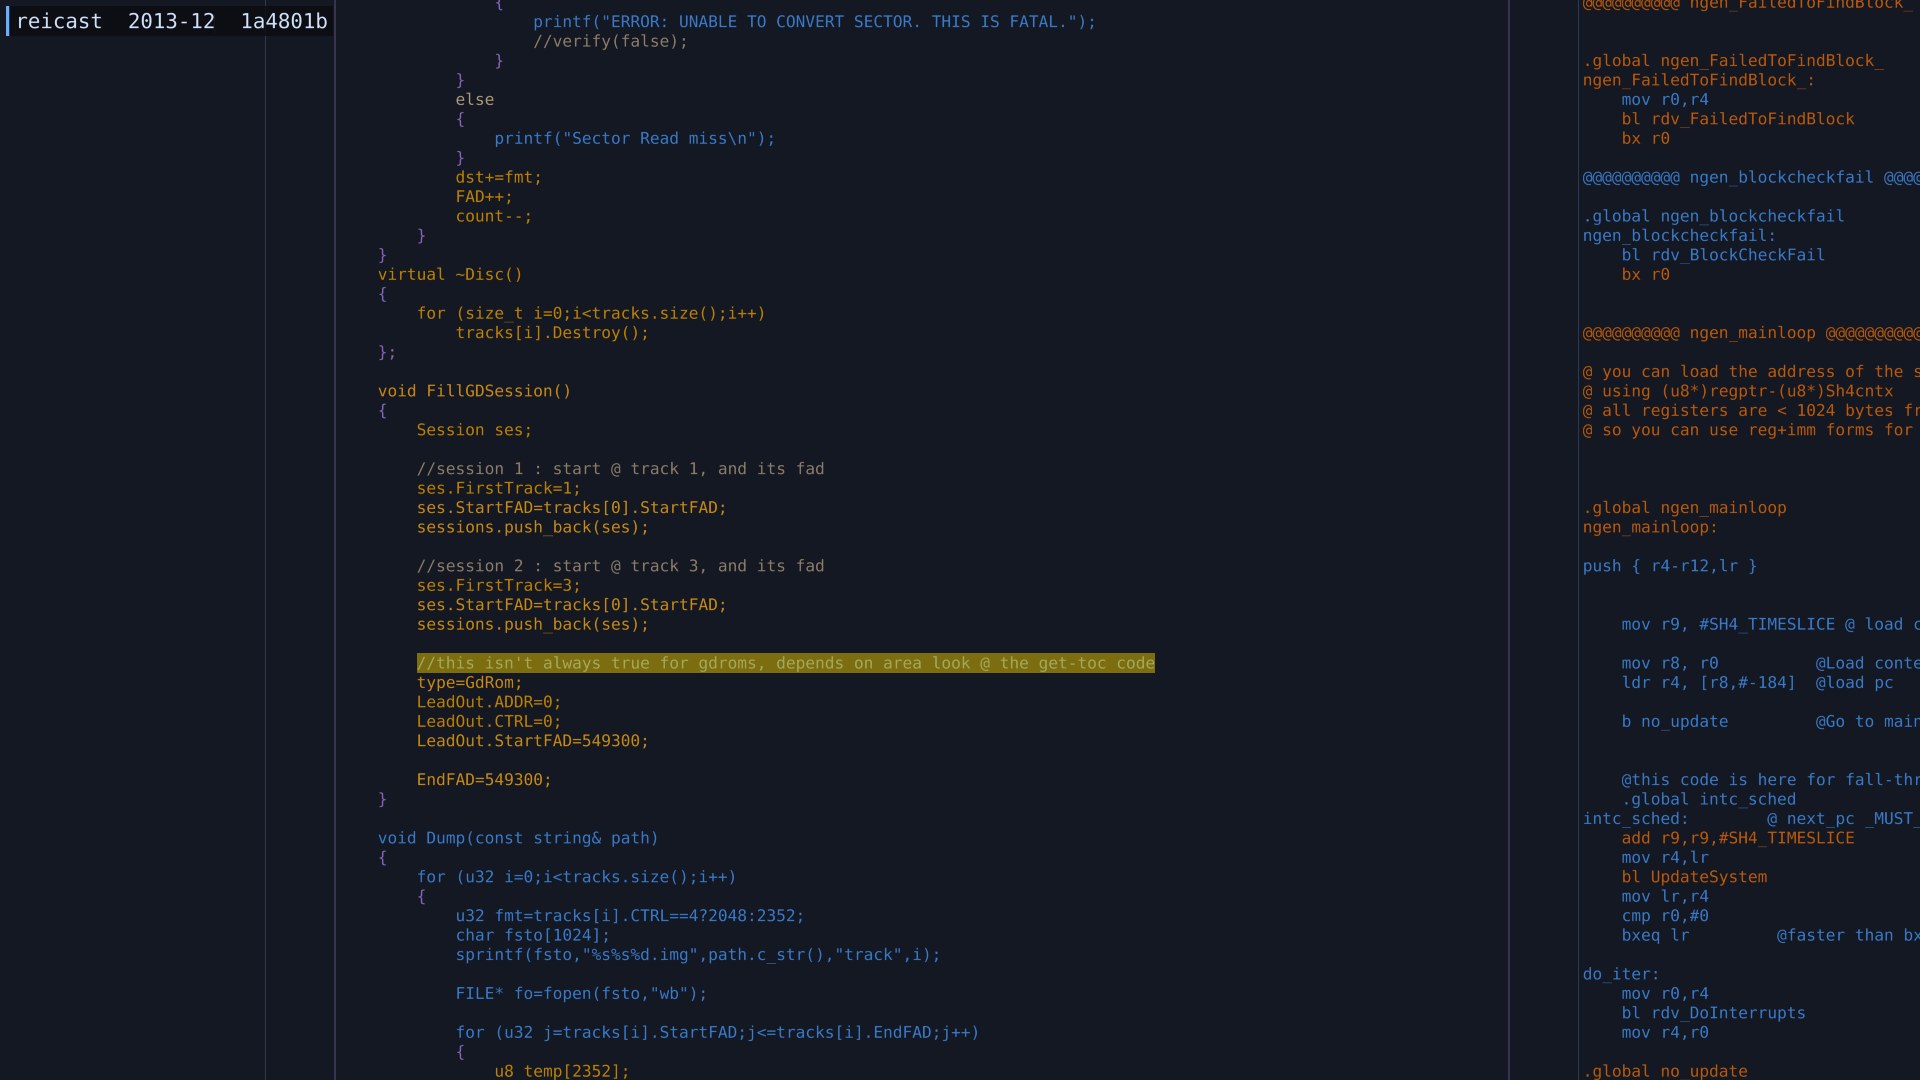 reicast 2013-12 1a4801b
{
printf("ERROR: UNABLE TO CONVERT SECTOR. THIS IS FATAL.");
//verify(false);
}
}
else
{
printf("Sector Read miss\n");
}
dst+=fmt;
FAD++;
count--;
}
}
virtual ~Disc()
{
for (size_t i=0;i<tracks.size();i++)
tracks[i].Destroy();
};
void FillGDSession()
{
Session ses;
//session 1 : start @ track 1, and its fad
ses.FirstTrack=1;
ses.StartFAD=tracks[0].StartFAD;
sessions.push_back(ses);
//session 2 : start @ track 3, and its fad
ses.FirstTrack=3;
ses.StartFAD=tracks[0].StartFAD;
sessions.push_back(ses);
//this isn't always true for gdroms, depends on area look @ the get-toc code
type=GdRom;
LeadOut.ADDR=0;
LeadOut.CTRL=0;
LeadOut.StartFAD=549300;
EndFAD=549300;
}
void Dump(const string& path)
{
for (u32 i=0;i<tracks.size();i++)
{
u32 fmt=tracks[i].CTRL==4?2048:2352;
char fsto[1024];
sprintf(fsto,"%s%s%d.img",path.c_str(),"track",i);
FILE* fo=fopen(fsto,"wb");
for (u32 j=tracks[i].StartFAD;j<=tracks[i].EndFAD;j++)
{
u8 temp[2352];
@@@@@@@@@@ ngen_FailedToFindBlock_
.global ngen_FailedToFindBlock_
ngen_FailedToFindBlock_:
mov r0,r4
bl rdv_FailedToFindBlock
bx r0
@@@@@@@@@@ ngen_blockcheckfail @@@@
.global ngen_blockcheckfail
ngen_blockcheckfail:
bl rdv_BlockCheckFail
bx r0
@@@@@@@@@@ ngen_mainloop @@@@@@@@@@
@ you can load the address of the s
@ using (u8*)regptr-(u8*)Sh4cntx
@ all registers are < 1024 bytes fr
@ so you can use reg+imm forms for
.global ngen_mainloop
ngen_mainloop:
push { r4-r12,lr }
mov r9, #SH4_TIMESLICE @ load c
mov r8, r0 @Load conte
ldr r4, [r8,#-184] @load pc
b no_update @Go to main
@this code is here for fall-thr
.global intc_sched
intc_sched: @ next_pc _MUST_
add r9,r9,#SH4_TIMESLICE
mov r4,lr
bl UpdateSystem
mov lr,r4
cmp r0,#0
bxeq lr @faster than bx
do_iter:
mov r0,r4
bl rdv_DoInterrupts
mov r4,r0
.global no_update